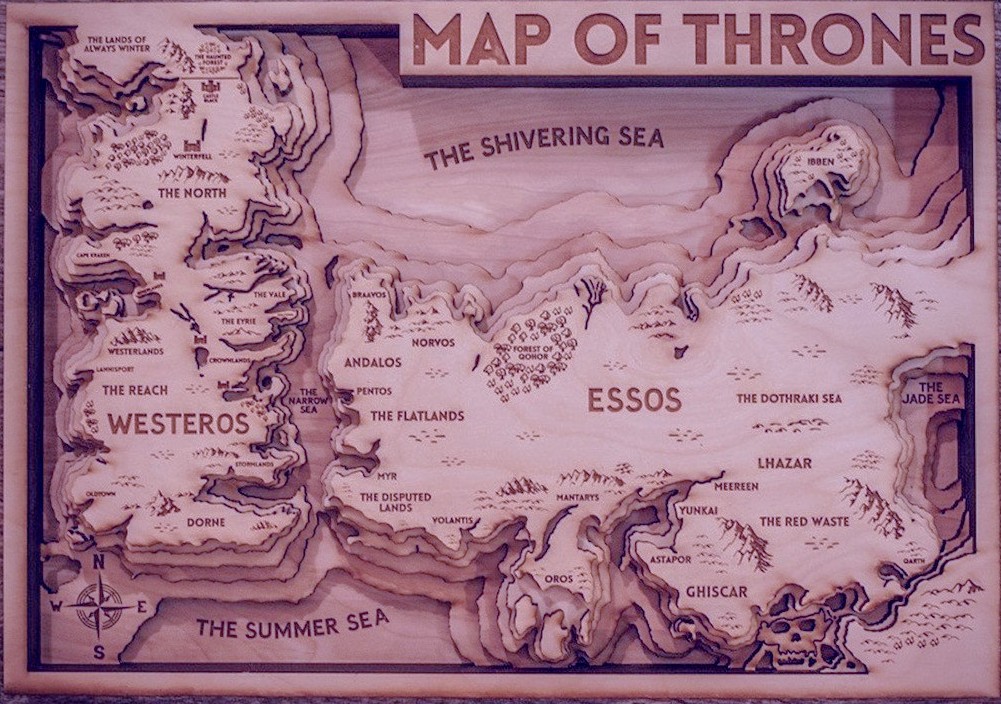 MAP OF THRONES
THE LANDS OF
ALWAYS WINTER
THE HAUNTED
FOREST
CASTLE
BLACK
WINTERFELL
THE NORTH
THE SHIVERING SEA
IBBEN
CAPE KRAKEN
THE VALE
THE EYRIE
WESTERLANDS
CROWNLANDS
LANNISPORT
THE REACH
WESTEROS
STORMLANDS
OLDTOWN
DORNE
THE
NARROW
SEA
BRAAVOS
NORVOS
ANDALOS
FOREST OF
QOHOR
PENTOS
THE FLATLANDS
ESSOS
THE DOTHRAKI SEA
THE
JADE SEA
MYR
THE DISPUTED
LANDS
VOLANTIS
MANTARYS
LHAZAR
MEEREEN
YUNKAI
THE RED WASTE
ASTAPOR
QARTH
OROS
GHISCAR
N
W
E
S
THE SUMMER SEA